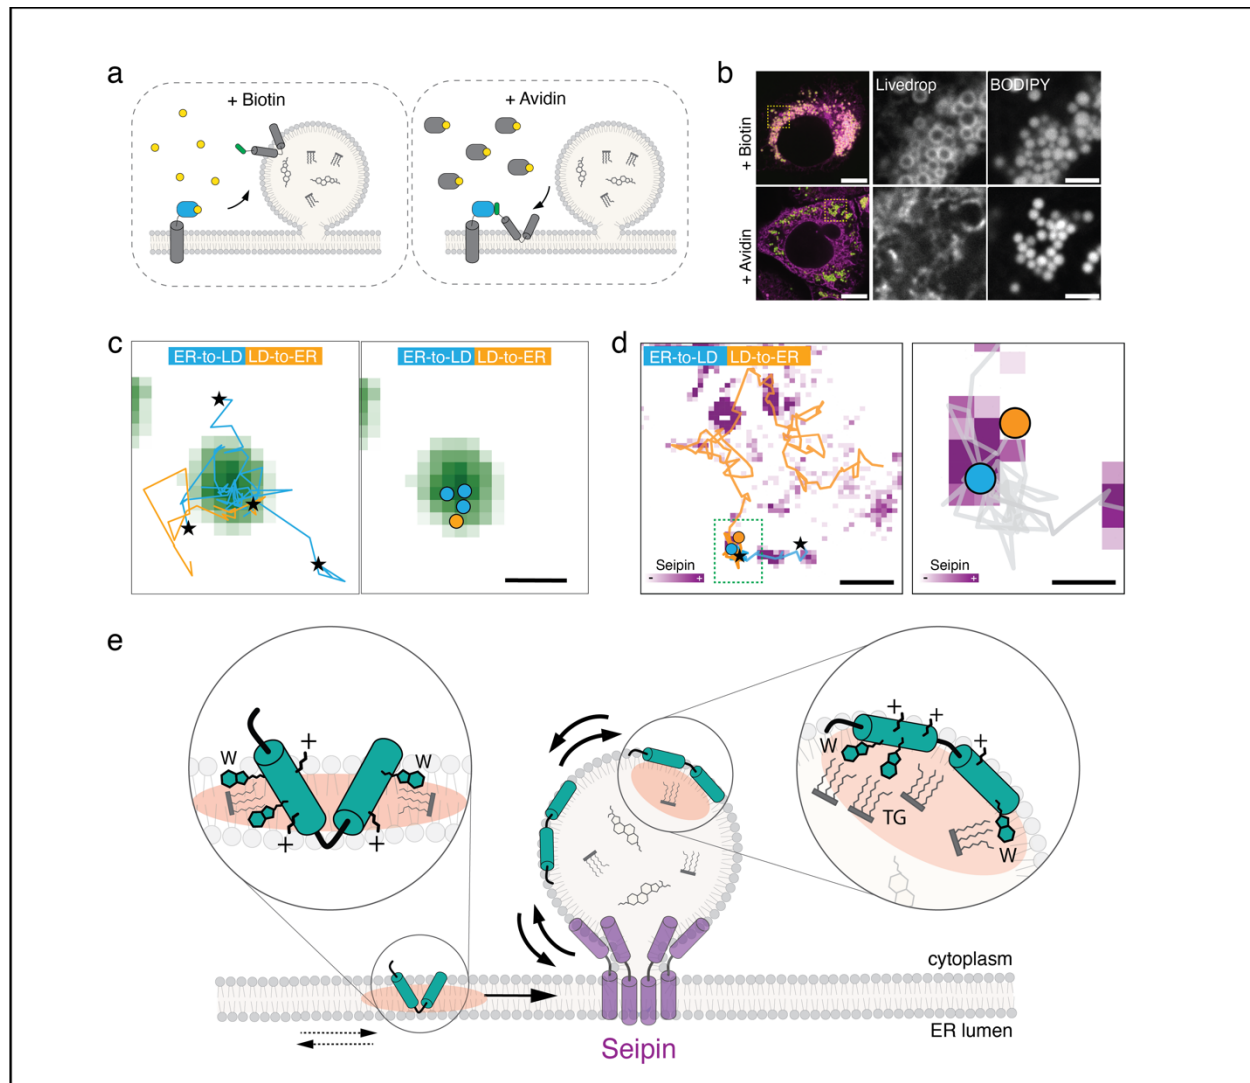 a
+ Biotin
+ Avidin
b
Livedrop
BODIPY
+ Biotin
+ Avidin
c
ER-to-LD LD-to-ER
ER-to-LD LD-to-ER
d
ER-to-LD LD-to-ER
Seipin
- +
Seipin
- +
e
W
+
W
+
+
+
+
+
W
TG
W
cytoplasm
ER lumen
Seipin